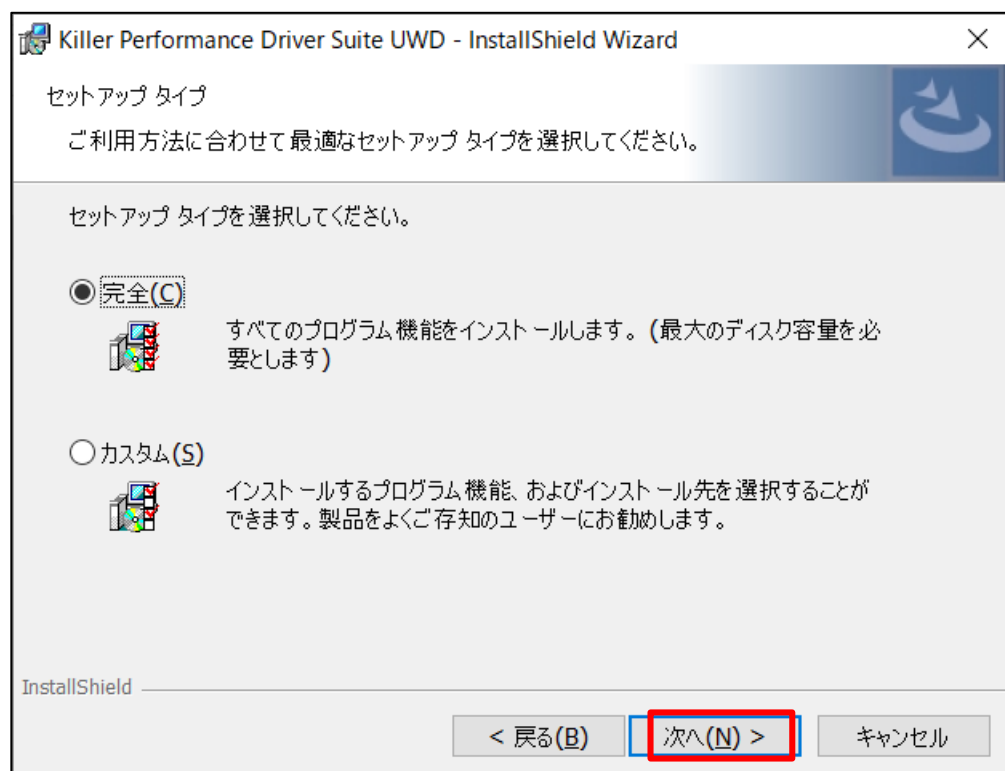 Killer Performance Driver Suite UWD - InstallShield Wizard
セットアップ タイプ
ご利用方法に合わせて最適なセットアップ タイプを選択してください。
セットアップ タイプを選択してください。
完全(C)
すべてのプログラム機能をインストールします。(最大のディスク容量を必
要とします)
カスタム(S)
インストールするプログラム機能、およびインストール先を選択することが
できます。製品をよくご存知のユーザーにお勧めします。
InstallShield
< 戻る(B)
次へ(N) >
キャンセル